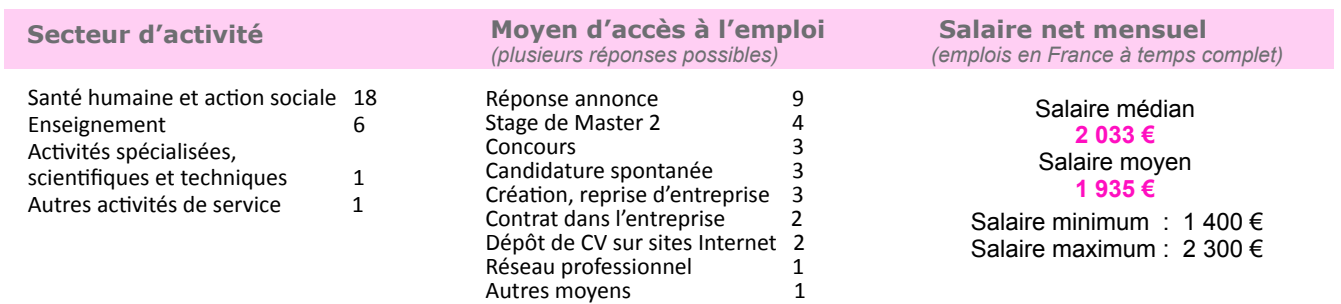 Secteur d'activité
Santé humaine et action sociale 18
Enseignement 6
Activités spécialisées,
scientifiques et techniques 1
Autres activités de service 1
Moyen d'accès à l'emploi
(plusieurs réponses possibles)
Réponse annonce 9
Stage de Master 2 4
Concours 3
Candidature spontanée 3
Création, reprise d'entreprise 3
Contrat dans l'entreprise 2
Dépôt de CV sur sites Internet 2
Réseau professionnel 1
Autres moyens 1
Salaire net mensuel
(emplois en France à temps complet)
Salaire médian
2 033 €
Salaire moyen
1 935 €
Salaire minimum : 1 400 €
Salaire maximum : 2 300 €